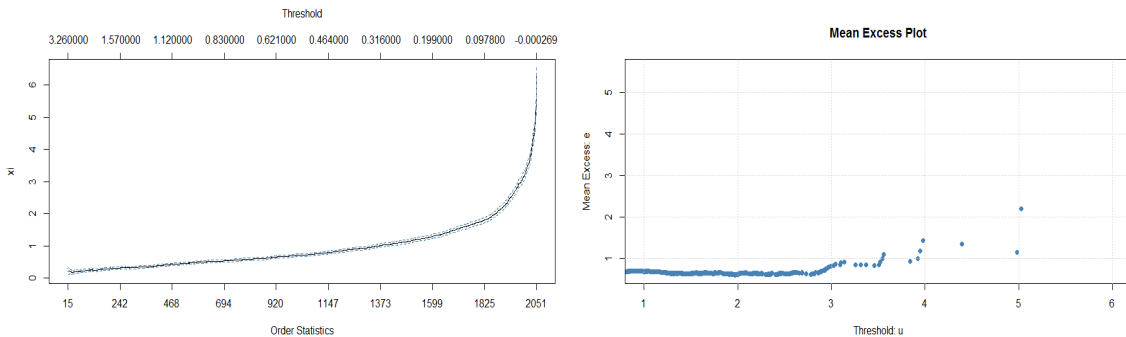 Threshold
3.260000 1.570000 1.120000 0.830000 0.621000 0.464000 0.316000 0.199000 0.097800 -0.000269
6
5
4
3
2
1
0
xi
15 242 468 694 920 1147 1373 1599 1825 2051
Order Statistics
Mean Excess Plot
5
4
3
2
1
Mean Excess: e
1 2 3 4 5 6
Threshold: u